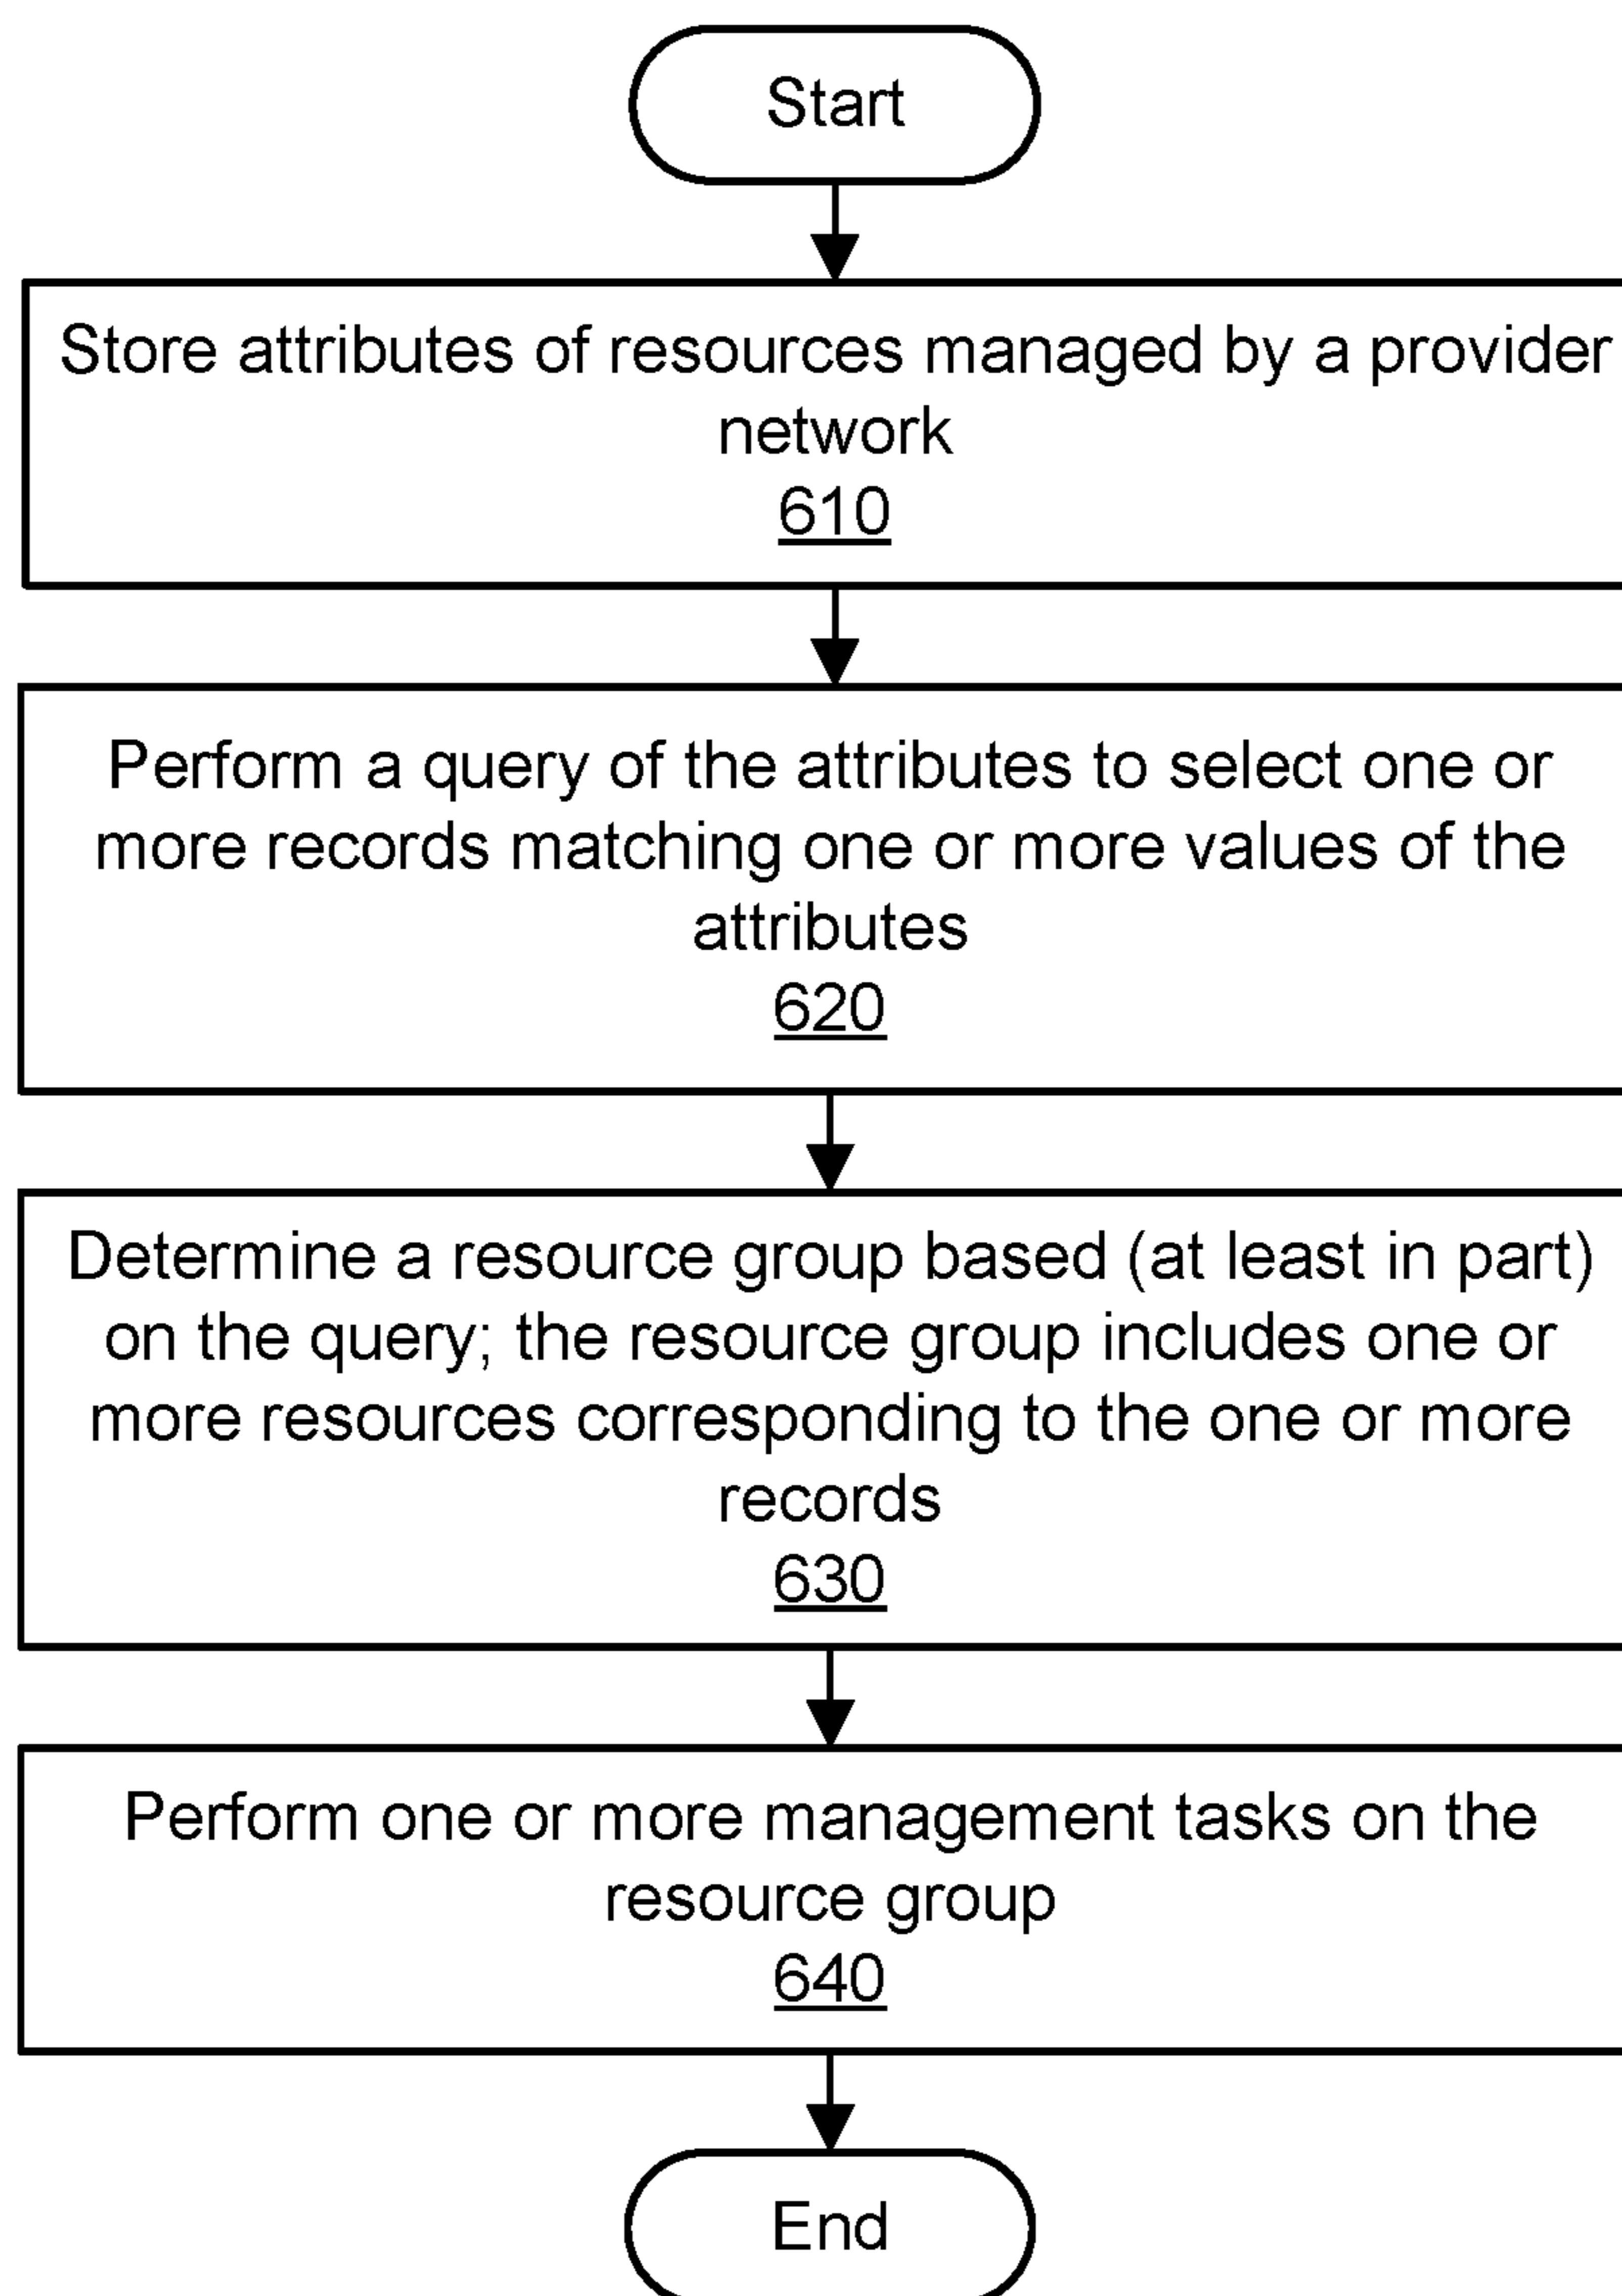 Start
Store attributes of resources managed by a provider
network
610
Perform a query of the attributes to select one or
more records matching one or more values of the
attributes
620
Determine a resource group based (at least in part)
on the query; the resource group includes one or
more resources corresponding to the one or more
records
630
Perform one or more management tasks on the
resource group
640
End